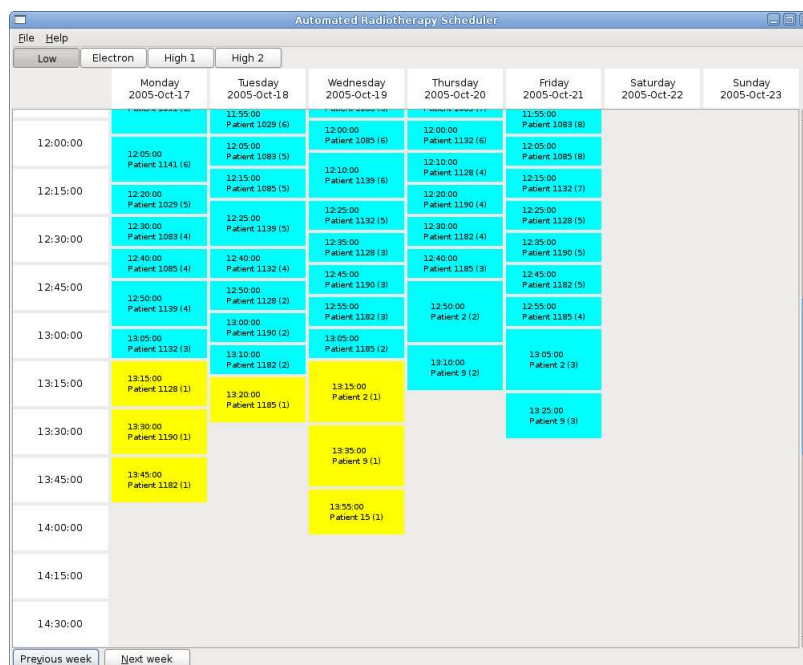 Automated Radiotherapy Scheduler
File Help
Low Electron High 1 High 2
Monday Tuesday Wednesday Thursday Friday Saturday Sunday
2005-Oct-17 2005-Oct-18 2005-Oct-19 2005-Oct-20 2005-Oct-21 2005-Oct-22 2005-Oct-23
12:00:00
12:15:00
12:30:00
12:45:00
13:00:00
13:15:00
13:30:00
13:45:00
14:00:00
14:15:00
14:30:00
12:05:00
Patient 1141 (6)
12:20:00
Patient 1029 (5)
12:30:00
Patient 1083 (4)
12:40:00
Patient 1085 (4)
12:50:00
Patient 1139 (4)
13:05:00
Patient 1132 (3)
13:15:00
Patient 1128 (1)
13:30:00
Patient 1190 (1)
13:45:00
Patient 1182 (1)
11:55:00
Patient 1029 (6)
12:05:00
Patient 1083 (5)
12:15:00
Patient 1085 (5)
12:25:00
Patient 1139 (5)
12:40:00
Patient 1132 (4)
12:50:00
Patient 1128 (2)
13:00:00
Patient 1190 (2)
13:10:00
Patient 1182 (2)
13:20:00
Patient 1185 (1)
12:00:00
Patient 1085 (6)
12:10:00
Patient 1139 (6)
12:25:00
Patient 1132 (5)
12:35:00
Patient 1128 (3)
12:45:00
Patient 1190 (3)
12:55:00
Patient 1182 (3)
13:05:00
Patient 1185 (2)
13:15:00
Patient 2 (1)
13:35:00
Patient 9 (1)
13:55:00
Patient 15 (1)
12:00:00
Patient 1132 (6)
12:10:00
Patient 1128 (4)
12:20:00
Patient 1190 (4)
12:30:00
Patient 1182 (4)
12:40:00
Patient 1185 (3)
12:50:00
Patient 2 (2)
13:10:00
Patient 9 (2)
11:55:00
Patient 1083 (8)
12:05:00
Patient 1085 (8)
12:15:00
Patient 1132 (7)
12:25:00
Patient 1128 (5)
12:35:00
Patient 1190 (5)
12:45:00
Patient 1182 (5)
12:55:00
Patient 1185 (4)
13:05:00
Patient 2 (3)
13:25:00
Patient 9 (3)
Previous week Next week